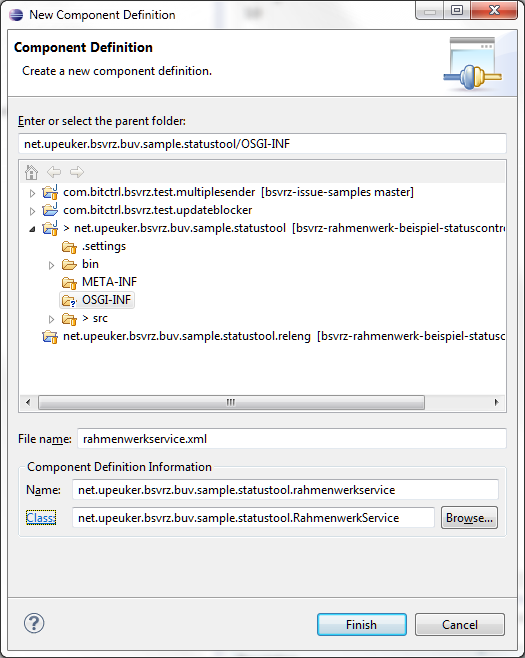 New Component Definition
Component Definition
Create a new component definition.
Enter or select the parent folder:
net.upeuker.bsvrz.buv.sample.statustool/OSGI-INF
com.bitctrl.bsvrz.test.multiplesender [bsvrz-issue-samples master]
com.bitctrl.bsvrz.test.updateblocker
> net.upeuker.bsvrz.buv.sample.statustool [bsvrz-rahmenwerk-beispiel-statuscontro
.settings
bin
META-INF
OSGI-INF
> src
net.upeuker.bsvrz.buv.sample.statustool.releng [bsvrz-rahmenwerk-beispiel-statusc
File name: rahmenwerkservice.xml
Component Definition Information
Name: net.upeuker.bsvrz.buv.sample.statustool.rahmenwerkservice
Class: net.upeuker.bsvrz.buv.sample.statustool.RahmenwerkService Browse...
? Finish Cancel